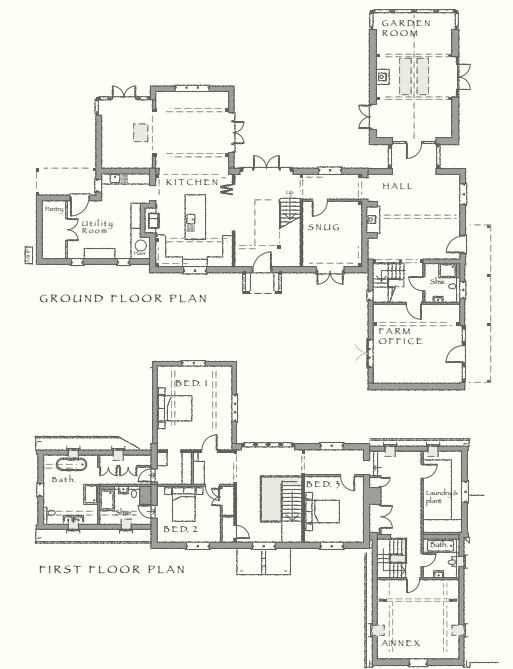 GARDEN
ROOM
KITCHEN
HALL
Up
Pantry
Utility
Room
SNUG
Plant
Shw.
GROUND FLOOR PLAN
FARM
OFFICE
BED. 1
Bath.
BED. 3
Laundry &
plant
BED. 2
Bath.
FIRST FLOOR PLAN
ANNEX